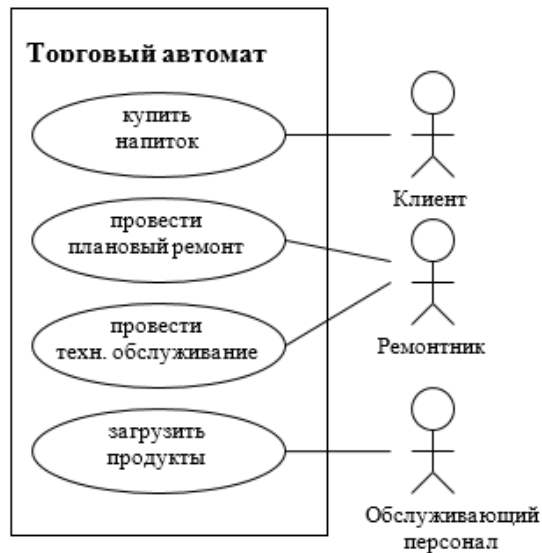 Торговый автомат
купить
напиток
Клиент
провести
плановый ремонт
провести
техн. обслуживание
Ремонтник
загрузить
продукты
Обслуживающий
персонал